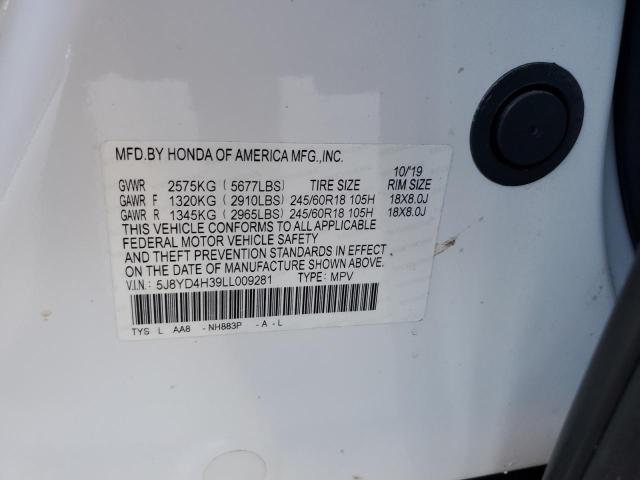 MFD.BY HONDA OF AMERICA MFG.,INC. 10/19
GVWR 2575KG ( 5677LBS) TIRE SIZE RIM SIZE
GAWR F 1320KG ( 2910LBS) 245/60R18 105H 18X8.0J
GAWR R 1345KG ( 2965LBS) 245/60R18 105H 18X8.0J
THIS VEHICLE CONFORMS TO ALL APPLICABLE
FEDERAL MOTOR VEHICLE SAFETY
AND THEFT PREVENTION STANDARDS IN EFFECT
ON THE DATE OF MANUFACTURE SHOWN ABOVE.
V.I.N.: 5J8YD4H39LL009281 TYPE: MPV
TYS L AA8 -NH883P -A-L